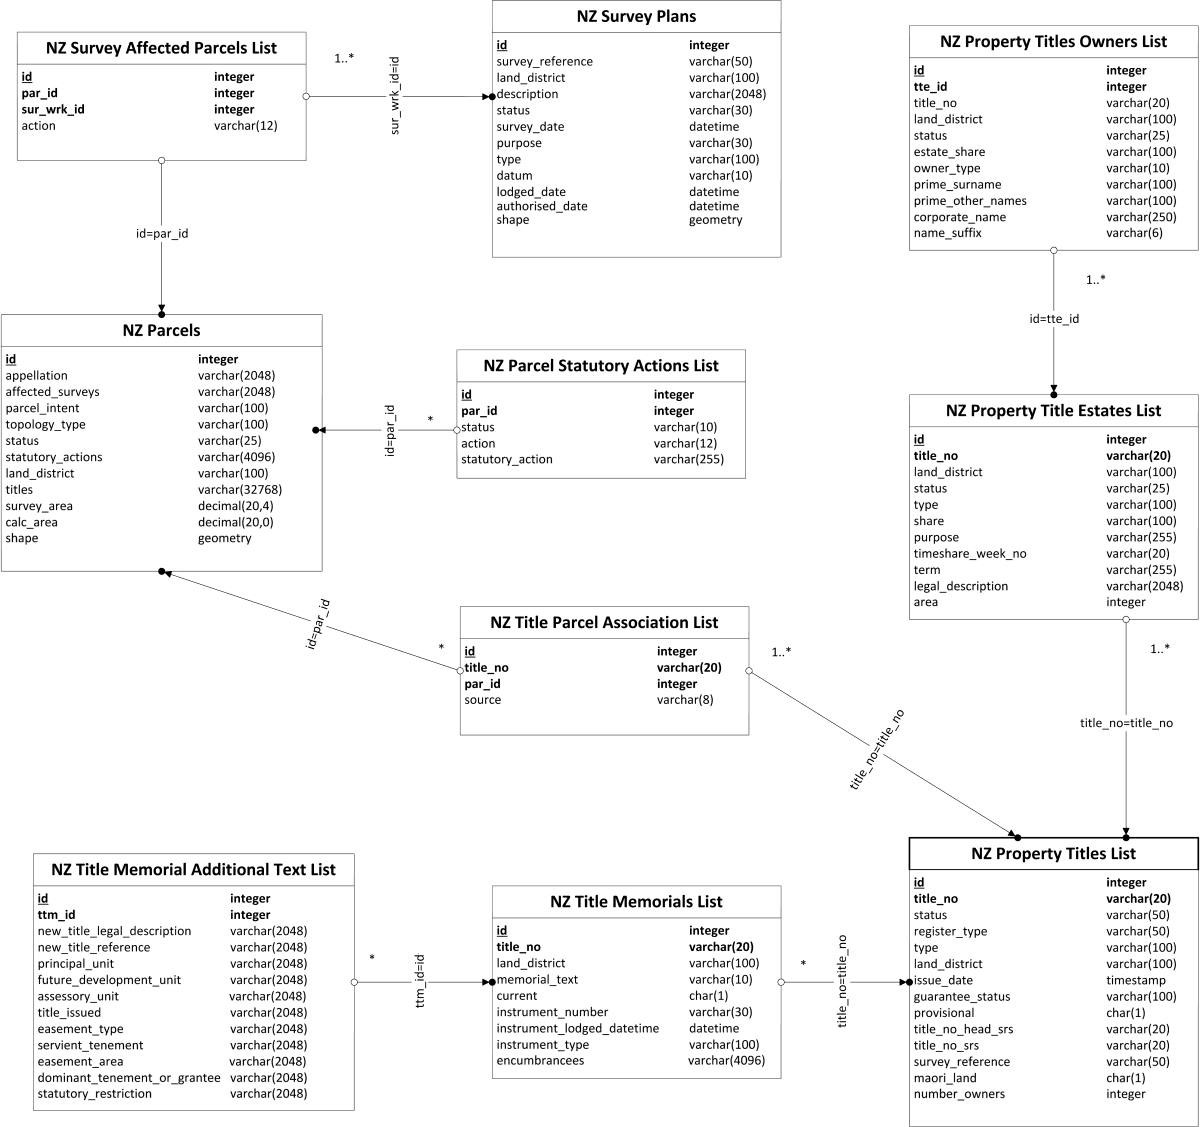 NZ Survey Affected Parcels List
id integer
par_id integer
sur_wrk_id integer
action varchar(12)
1..*
sur_wrk_id=id
NZ Survey Plans
id integer
survey_reference varchar(50)
land_district varchar(100)
description varchar(2048)
status varchar(30)
survey_date datetime
purpose varchar(30)
type varchar(100)
datum varchar(10)
lodged_date datetime
authorised_date datetime
shape geometry
NZ Property Titles Owners List
id integer
tte_id integer
title_no varchar(20)
land_district varchar(100)
status varchar(25)
estate_share varchar(100)
owner_type varchar(10)
prime_surname varchar(100)
prime_other_names varchar(100)
corporate_name varchar(250)
name_suffix varchar(6)
id=par_id
1..*
id=tte_id
NZ Parcels
id integer
appellation varchar(2048)
affected_surveys varchar(2048)
parcel_intent varchar(100)
topology_type varchar(100)
status varchar(25)
statutory_actions varchar(4096)
land_district varchar(100)
titles varchar(32768)
survey_area decimal(20,4)
calc_area decimal(20,0)
shape geometry
id=par_id
*
NZ Parcel Statutory Actions List
id integer
par_id integer
status varchar(10)
action varchar(12)
statutory_action varchar(255)
NZ Property Title Estates List
id integer
title_no varchar(20)
land_district varchar(100)
status varchar(25)
type varchar(100)
share varchar(100)
purpose varchar(255)
timeshare_week_no varchar(20)
term varchar(255)
legal_description varchar(2048)
area integer
id=par_id
*
NZ Title Parcel Association List
id integer
title_no varchar(20)
par_id integer
source varchar(8)
1..*
title_no=title_no
1..*
title_no=title_no
NZ Title Memorial Additional Text List
id integer
ttm_id integer
new_title_legal_description varchar(2048)
new_title_reference varchar(2048)
principal_unit varchar(2048)
future_development_unit varchar(2048)
assessory_unit varchar(2048)
title_issued varchar(2048)
easement_type varchar(2048)
servient_tenement varchar(2048)
easement_area varchar(2048)
dominant_tenement_or_grantee varchar(2048)
statutory_restriction varchar(2048)
*
ttm_id=id
NZ Title Memorials List
id integer
title_no varchar(20)
land_district varchar(100)
memorial_text varchar(10)
current char(1)
instrument_number varchar(30)
instrument_lodged_datetime datetime
instrument_type varchar(100)
encumbrancees varchar(4096)
*
title_no=title_no
NZ Property Titles List
id integer
title_no varchar(20)
status varchar(50)
register_type varchar(50)
type varchar(100)
land_district varchar(100)
issue_date timestamp
guarantee_status varchar(100)
provisional char(1)
title_no_head_srs varchar(20)
title_no_srs varchar(20)
survey_reference varchar(50)
maori_land char(1)
number_owners integer